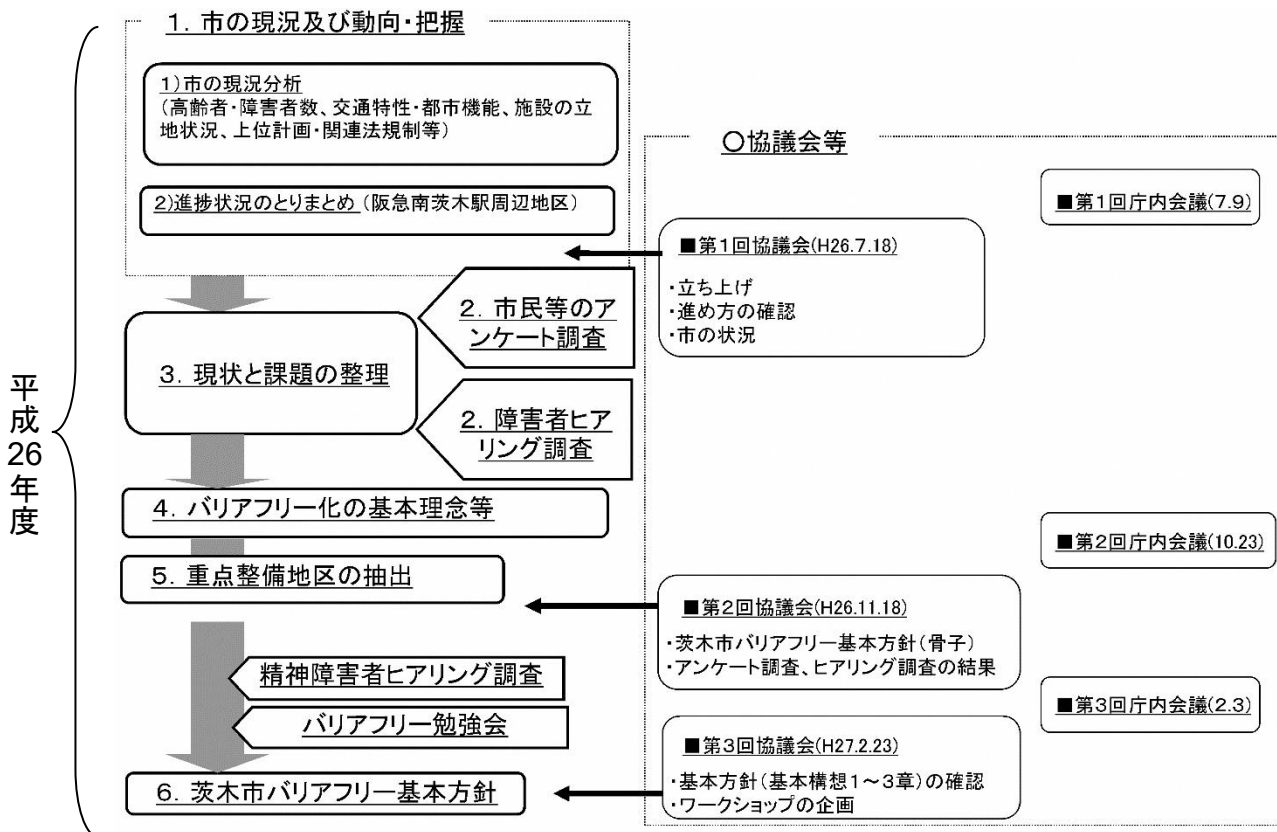 平成26年度
1. 市の現況及び動向・把握
1)市の現況分析
(高齢者・障害者数、交通特性・都市機能、施設の立
地状況、上位計画・関連法規制等)
2)進捗状況のとりまとめ (阪急南茨木駅周辺地区)
2. 市民等のア
ンケート調査
3. 現状と課題の整理
2. 障害者ヒア
リング調査
4. バリアフリー化の基本理念等
5. 重点整備地区の抽出
精神障害者ヒアリング調査
バリアフリー勉強会
6. 茨木市バリアフリー基本方針
○協議会等
■第1回庁内会議(7.9)
■第1回協議会(H26.7.18)
・立ち上げ
・進め方の確認
・市の状況
■第2回庁内会議(10.23)
■第2回協議会(H26.11.18)
・茨木市バリアフリー基本方針(骨子)
・アンケート調査、ヒアリング調査の結果
■第3回庁内会議(2.3)
■第3回協議会(H27.2.23)
・基本方針(基本構想1~3章)の確認
・ワークショップの企画